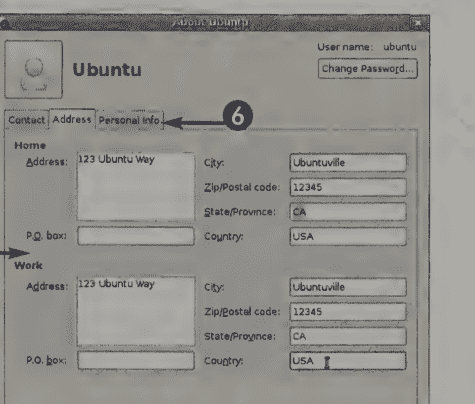 About Ubuntu
User name: ubuntu
Ubuntu
Change Password...
Contact Address Personal Info
6
Home
Address: 123 Ubuntu Way City: Ubuntuville
Zip/Postal code: 12345
State/Province: CA
P.O. box: Country: USA
Work
Address: 123 Ubuntu Way City: Ubuntuville
Zip/Postal code: 12345
State/Province: CA
P.O. box: Country: USA